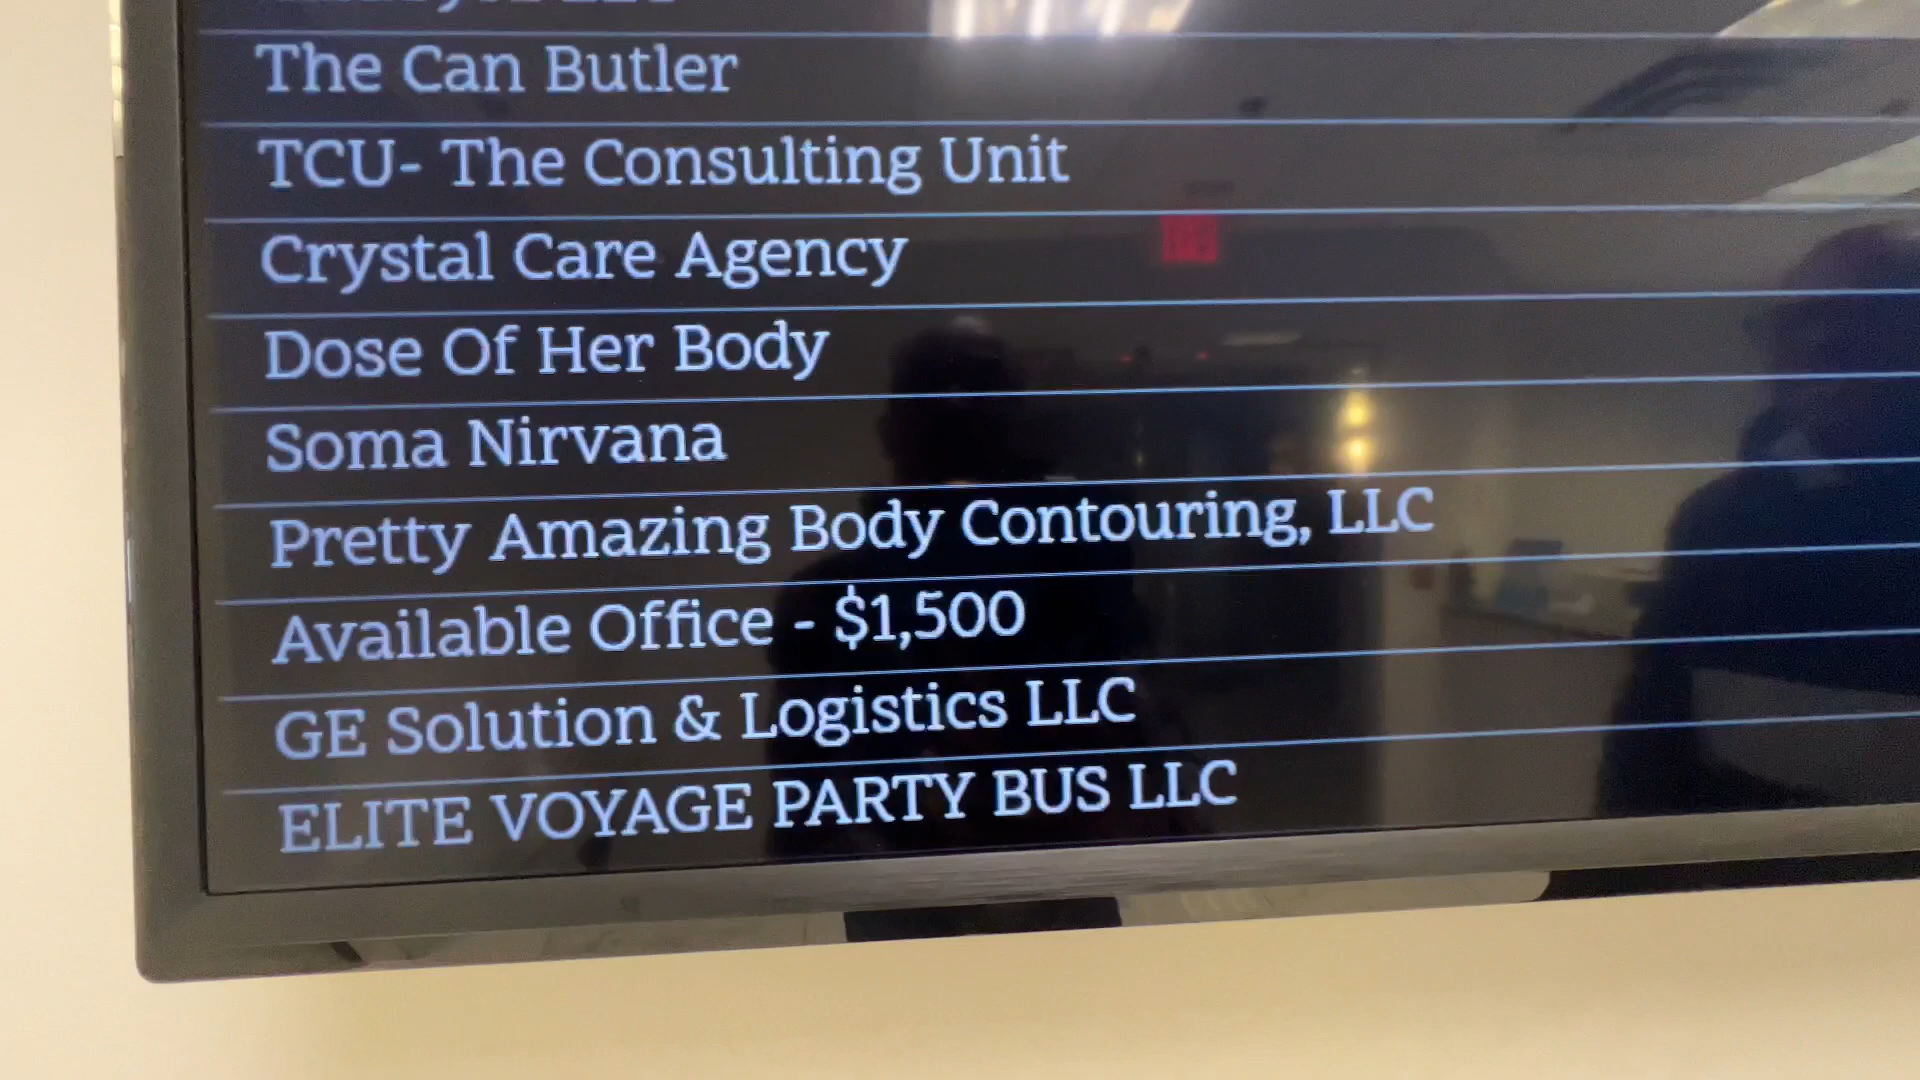 The Can Butler
TCU- The Consulting Unit
Crystal Care Agency
Dose Of Her Body
Soma Nirvana
Pretty Amazing Body Contouring, LLC
Available Office - $1,500
GE Solution & Logistics LLC
ELITE VOYAGE PARTY BUS LLC